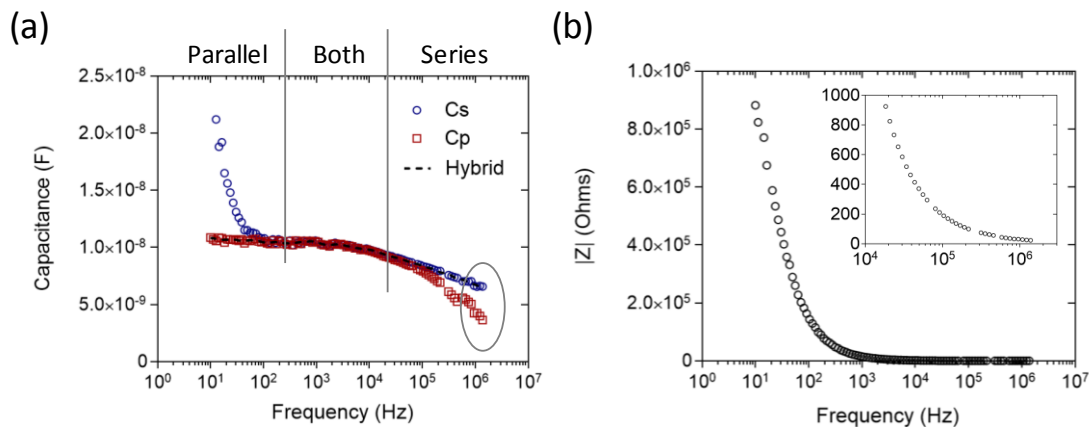 (a)
Parallel Both Series
2.5×10⁻⁸
2.0×10⁻⁸
1.5×10⁻⁸
1.0×10⁻⁸
5.0×10⁻⁹
0
Capacitance (F)
Cs
Cp
Hybrid
10⁰ 10¹ 10² 10³ 10⁴ 10⁵ 10⁶ 10⁷
Frequency (Hz)
(b)
1.0×10⁶
8.0×10⁵
6.0×10⁵
4.0×10⁵
2.0×10⁵
0
|Z| (Ohms)
1000
800
600
400
200
0
10⁴ 10⁵ 10⁶ 10⁷
10⁰ 10¹ 10² 10³ 10⁴ 10⁵ 10⁶ 10⁷
Frequency (Hz)